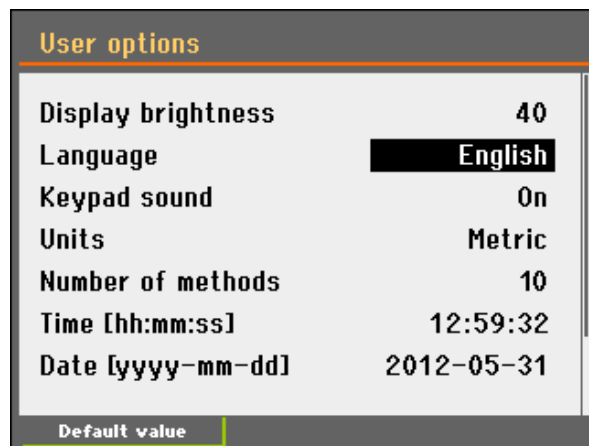 User options
Display brightness 40
Language English
Keypad sound On
Units Metric
Number of methods 10
Time [hh:mm:ss] 12:59:32
Date [yyyy-mm-dd] 2012-05-31
Default value